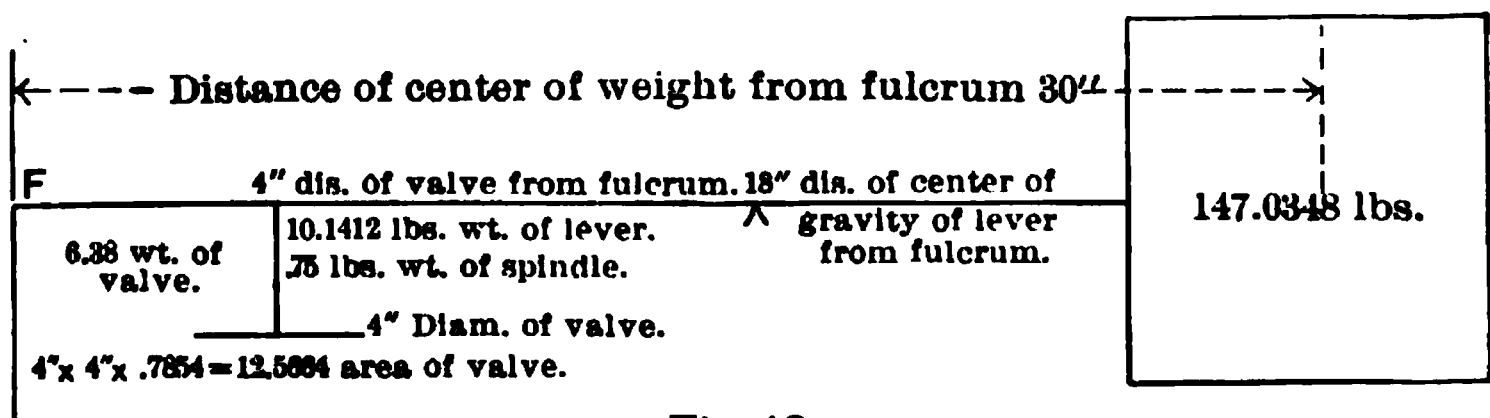 Distance of center of weight from fulcrum 30"
F
4" dis. of valve from fulcrum. 18" dis. of center of
gravity of lever
from fulcrum.
147.0348 lbs.
6.38 wt. of
valve.
10.1412 lbs. wt. of lever.
.75 lbs. wt. of spindle.
4" Diam. of valve.
4"x 4"x .7854=12.5664 area of valve.